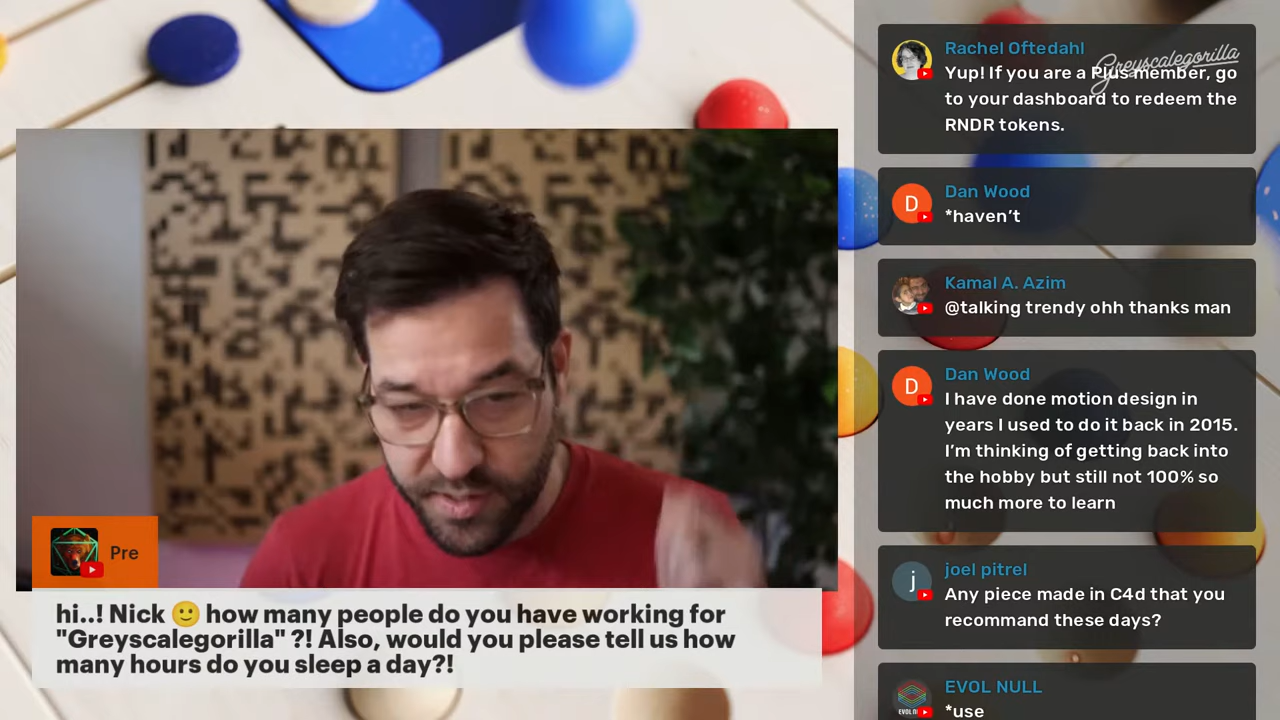 Greyscalegorilla
Rachel Oftedahl
Yup! If you are a Plus member, go
to your dashboard to redeem the
RNDR tokens.
D
Dan Wood
*haven't
Kamal A. Azim
@talking trendy ohh thanks man
D
Dan Wood
I have done motion design in
years I used to do it back in 2015.
I'm thinking of getting back into
the hobby but still not 100% so
much more to learn
j
joel pitrel
Any piece made in C4d that you
recommand these days?
EVOL NULL
*use
Pre
hi..! Nick 🙂 how many people do you have working for
"Greyscalegorilla" ?! Also, would you please tell us how
many hours do you sleep a day?!